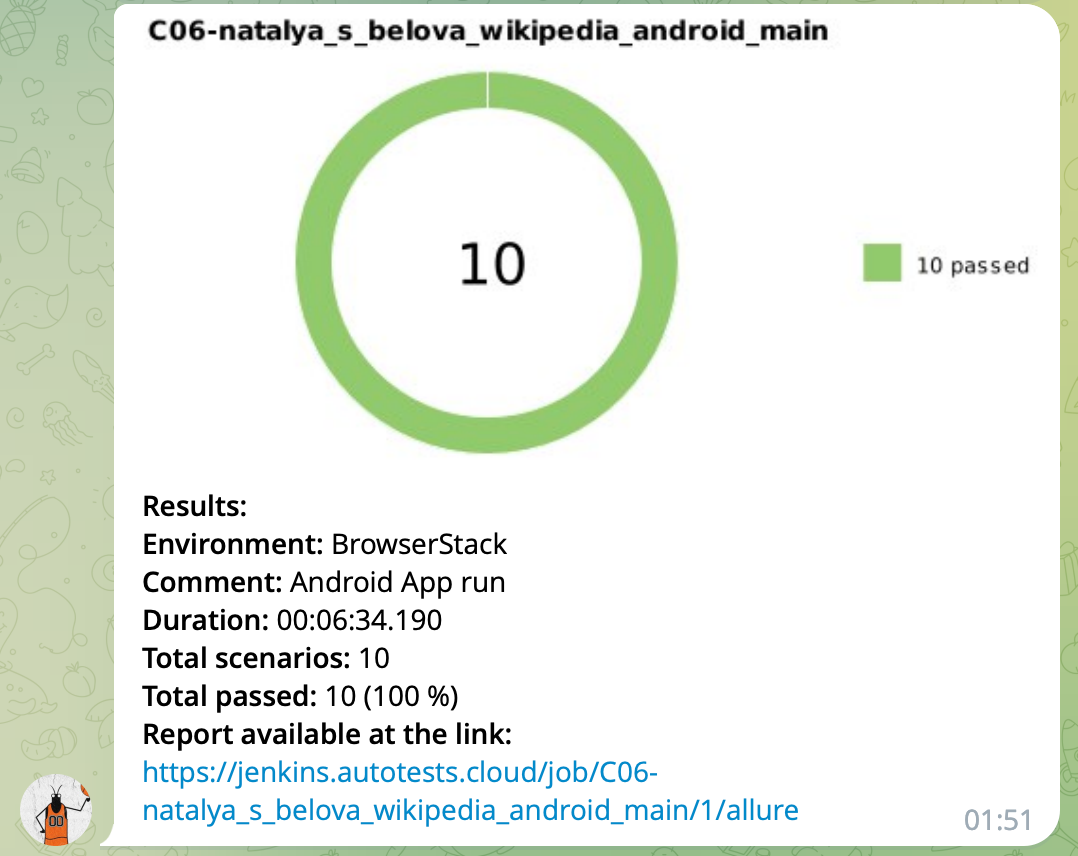 C06-natalya_s_belova_wikipedia_android_main
10
10 passed
Results:
Environment: BrowserStack
Comment: Android App run
Duration: 00:06:34.190
Total scenarios: 10
Total passed: 10 (100 %)
Report available at the link:
https://jenkins.autotests.cloud/job/C06-
natalya_s_belova_wikipedia_android_main/1/allure
00
01:51